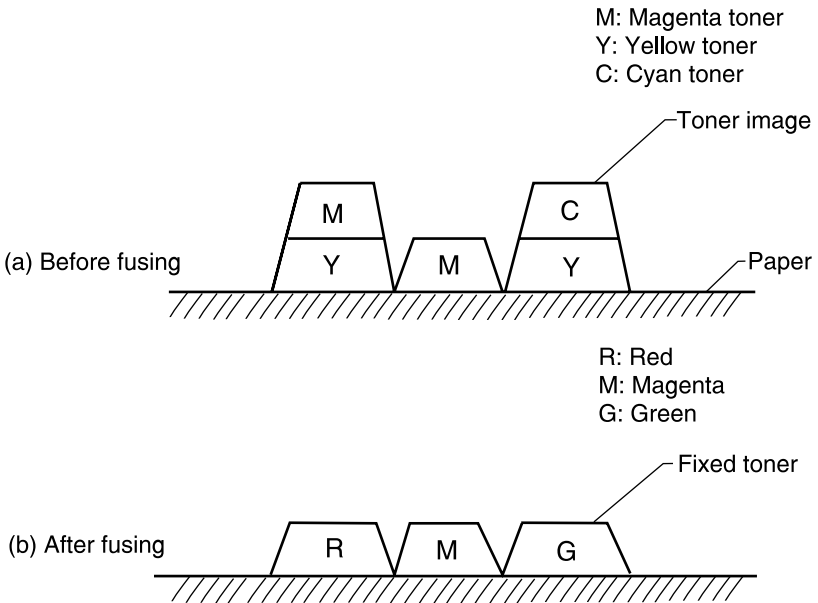 M: Magenta toner
Y: Yellow toner
C: Cyan toner
Toner image
M
C
(a) Before fusing
Y
M
Y
Paper
R: Red
M: Magenta
G: Green
Fixed toner
(b) After fusing
R
M
G